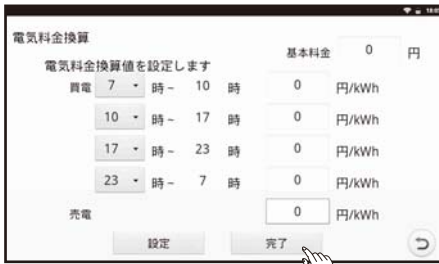 電気料金換算
基本料金 0 円
電気料金換算値を設定します
買電 7 時~ 10 時 0 円/kWh
10 時~ 17 時 0 円/kWh
17 時~ 23 時 0 円/kWh
23 時~ 7 時 0 円/kWh
売電 0 円/kWh
設定 完了